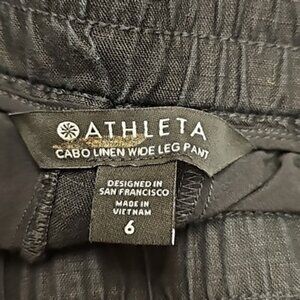 ATHLETA
CABO LINEN WIDE LEG PANT
DESIGNED IN
SAN FRANCISCO
MADE IN
VIETNAM
6